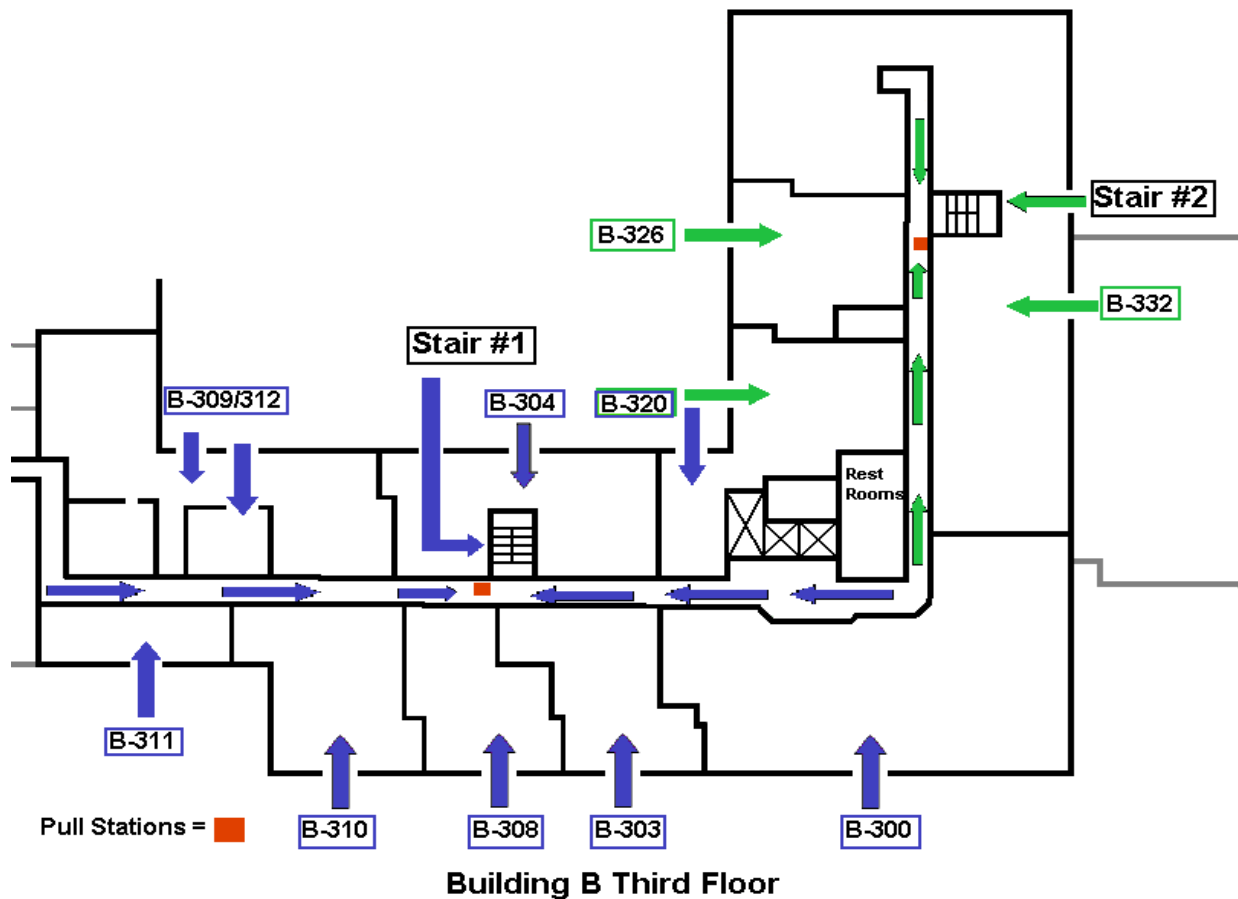 Stair #2
B-326
B-332
Stair #1
B-309/312
B-304
B-320
Rest
Rooms
B-311
Pull Stations =
B-310
B-308
B-303
B-300
Building B Third Floor